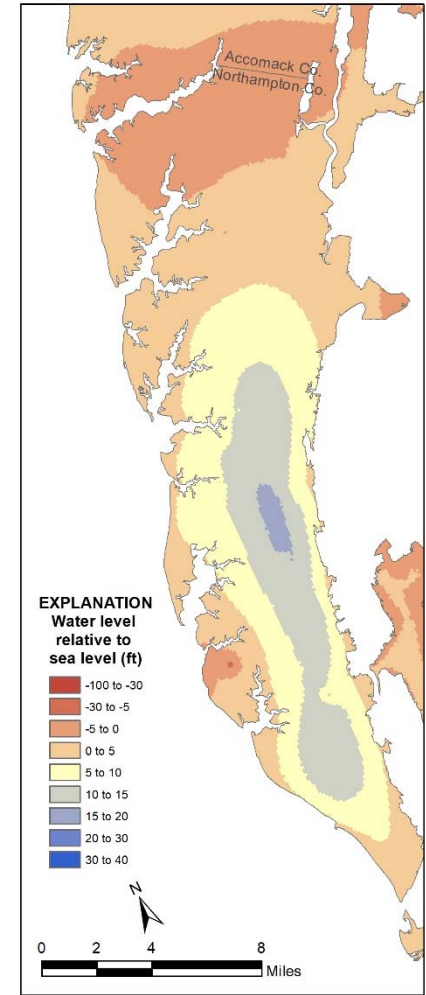 Accomack Co.
Northampton Co.
EXPLANATION
Water level
relative to
sea level (ft)
-100 to -30
-30 to -5
-5 to 0
0 to 5
5 to 10
10 to 15
15 to 20
20 to 30
30 to 40
N
0 2 4 8
Miles